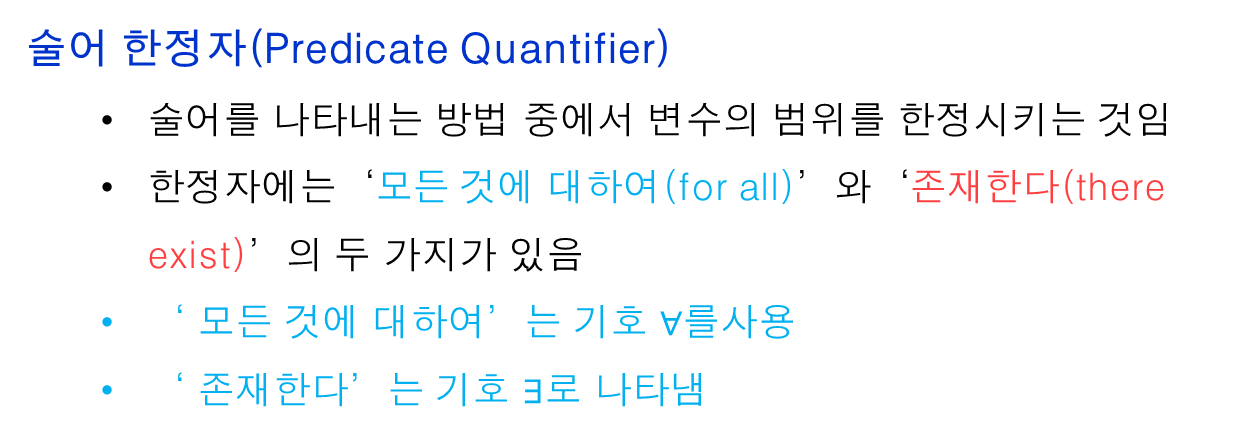 술어 한정자(Predicate Quantifier)
• 술어를 나타내는 방법 중에서 변수의 범위를 한정시키는 것임
• 한정자에는 ‘모든 것에 대하여(for all)’ 와 ‘존재한다(there
exist)’ 의 두 가지가 있음
• ‘ 모든 것에 대하여’ 는 기호 ∀를사용
• ‘ 존재한다’ 는 기호 ∃로 나타냄